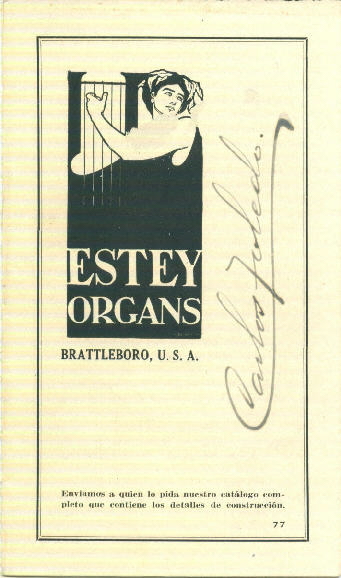 ESTEY
ORGANS
BRATTLEBORO, U. S. A.
Carlos Toledo.
Enviamos a quien lo pida nuestro catálogo com-
pleto que contiene los detalles de construcción.
77